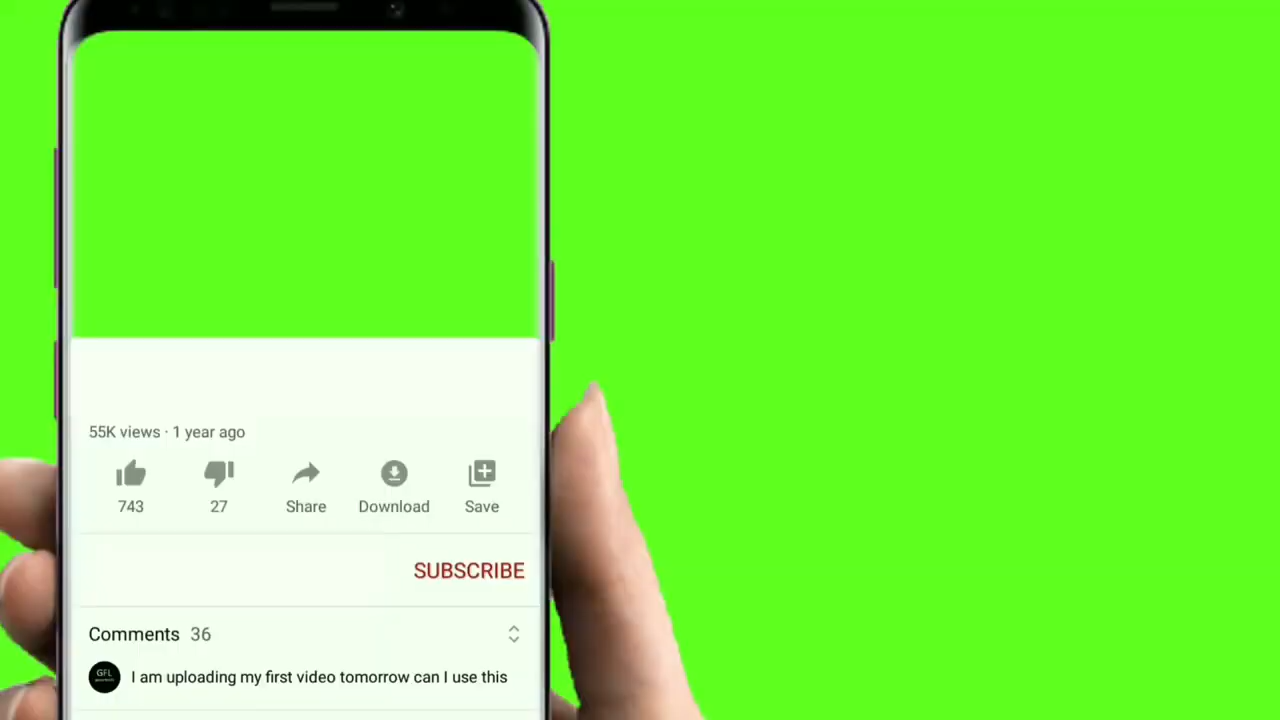 55K views · 1 year ago
743
27
Share
Download
Save
SUBSCRIBE
Comments 36
GFL
I am uploading my first video tomorrow can I use this